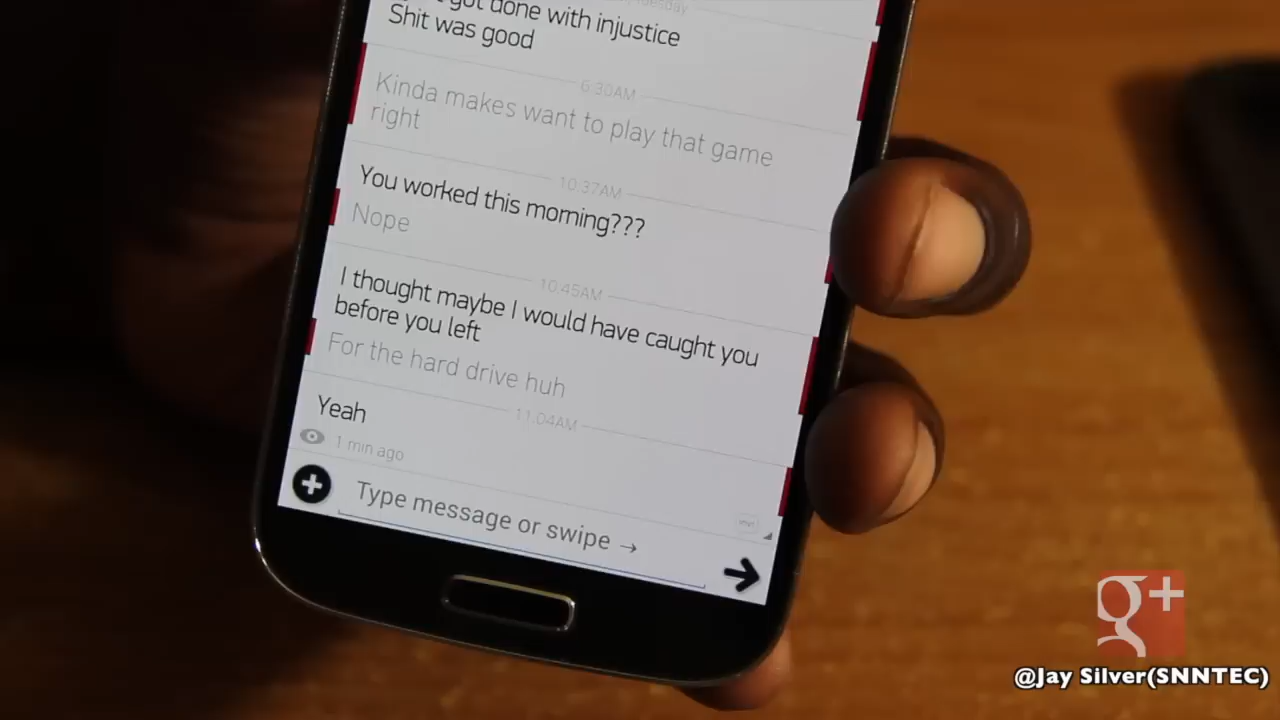 got done with injustice
Shit was good
6:30AM
Kinda makes want to play that game
right
10:37AM
You worked this morning???
Nope
10:45AM
I thought maybe I would have caught you
before you left
For the hard drive huh
11:04AM
Yeah
1 min ago
Type message or swipe →
g+
@Jay Silver(SNNTEC)